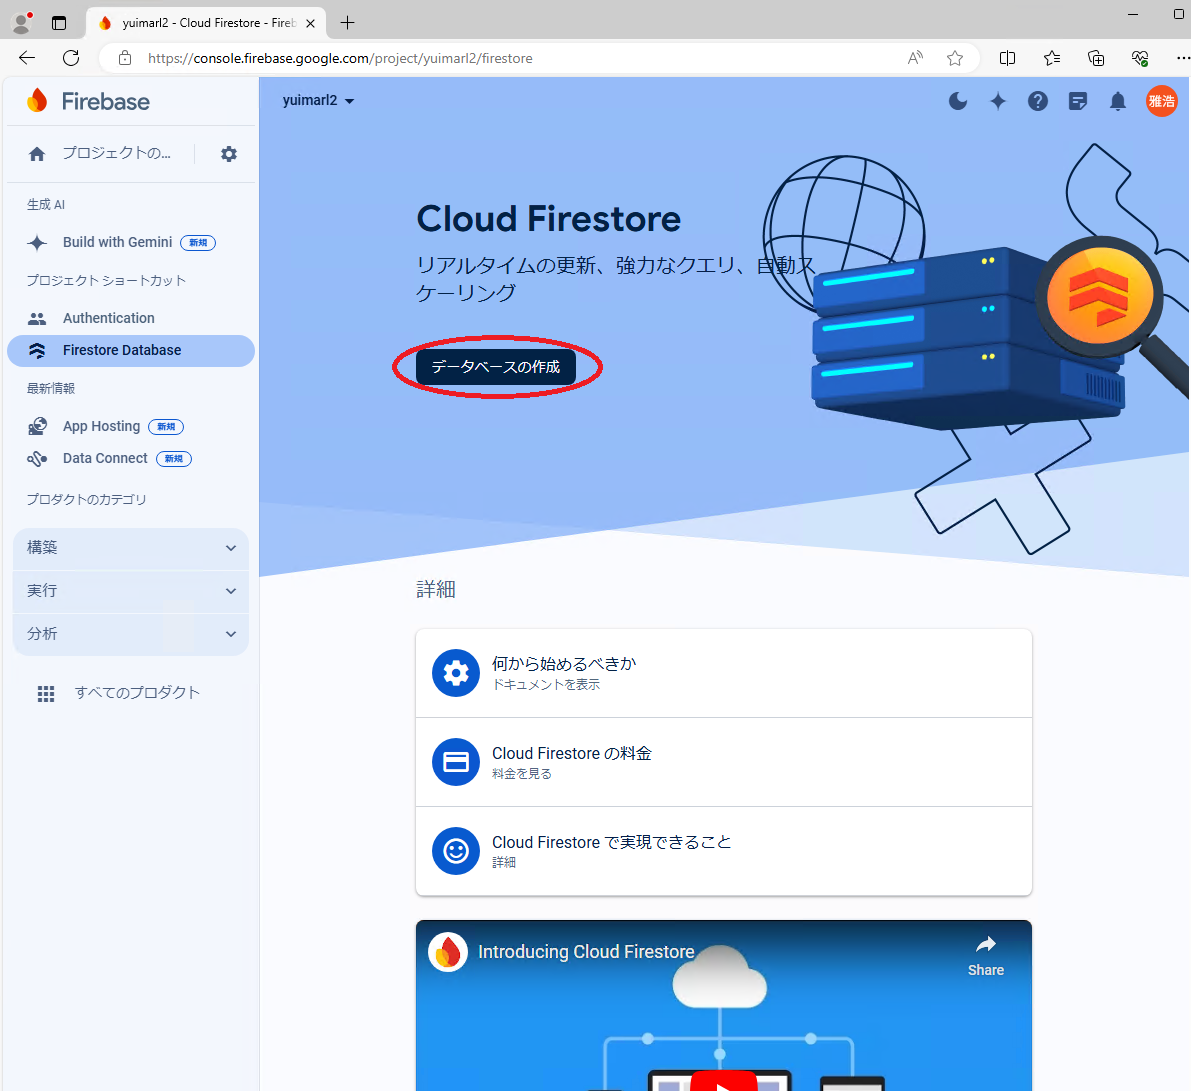 yuimarl2 - Cloud Firestore - Fireb
https://console.firebase.google.com/project/yuimarl2/firestore
Firebase
yuimarl2
雅浩
プロジェクトの...
生成 AI
Build with Gemini 新規
プロジェクト ショートカット
Authentication
Firestore Database
最新情報
App Hosting 新規
Data Connect 新規
プロダクトのカテゴリ
構築
実行
分析
すべてのプロダクト
Cloud Firestore
リアルタイムの更新、強力なクエリ、自動ス
ケーリング
データベースの作成
詳細
何から始めるべきか
ドキュメントを表示
Cloud Firestore の料金
料金を見る
Cloud Firestore で実現できること
詳細
Introducing Cloud Firestore
Share